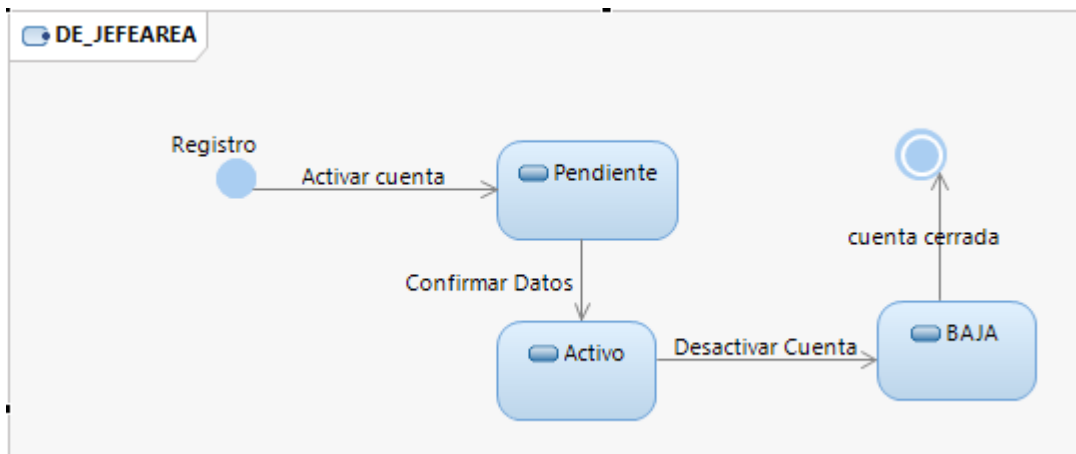 DE_JEFEAREA
Registro
Activar cuenta
Pendiente
cuenta cerrada
Confirmar Datos
Activo
Desactivar Cuenta
BAJA